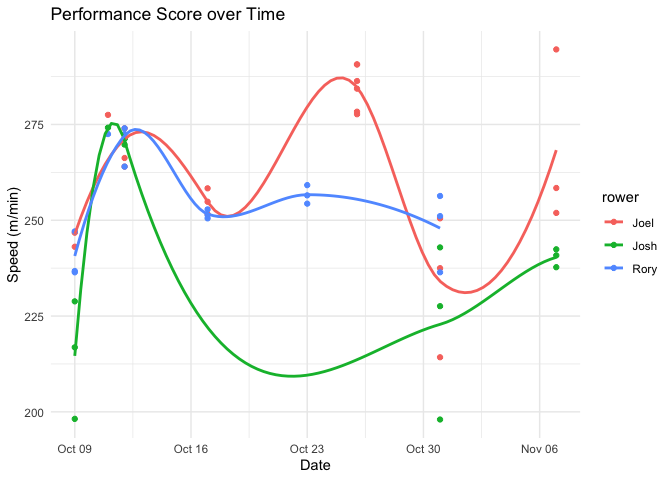 Performance Score over Time
Speed (m/min)
275
250
225
200
Oct 09
Oct 16
Oct 23
Oct 30
Nov 06
Date
rower
Joel
Josh
Rory